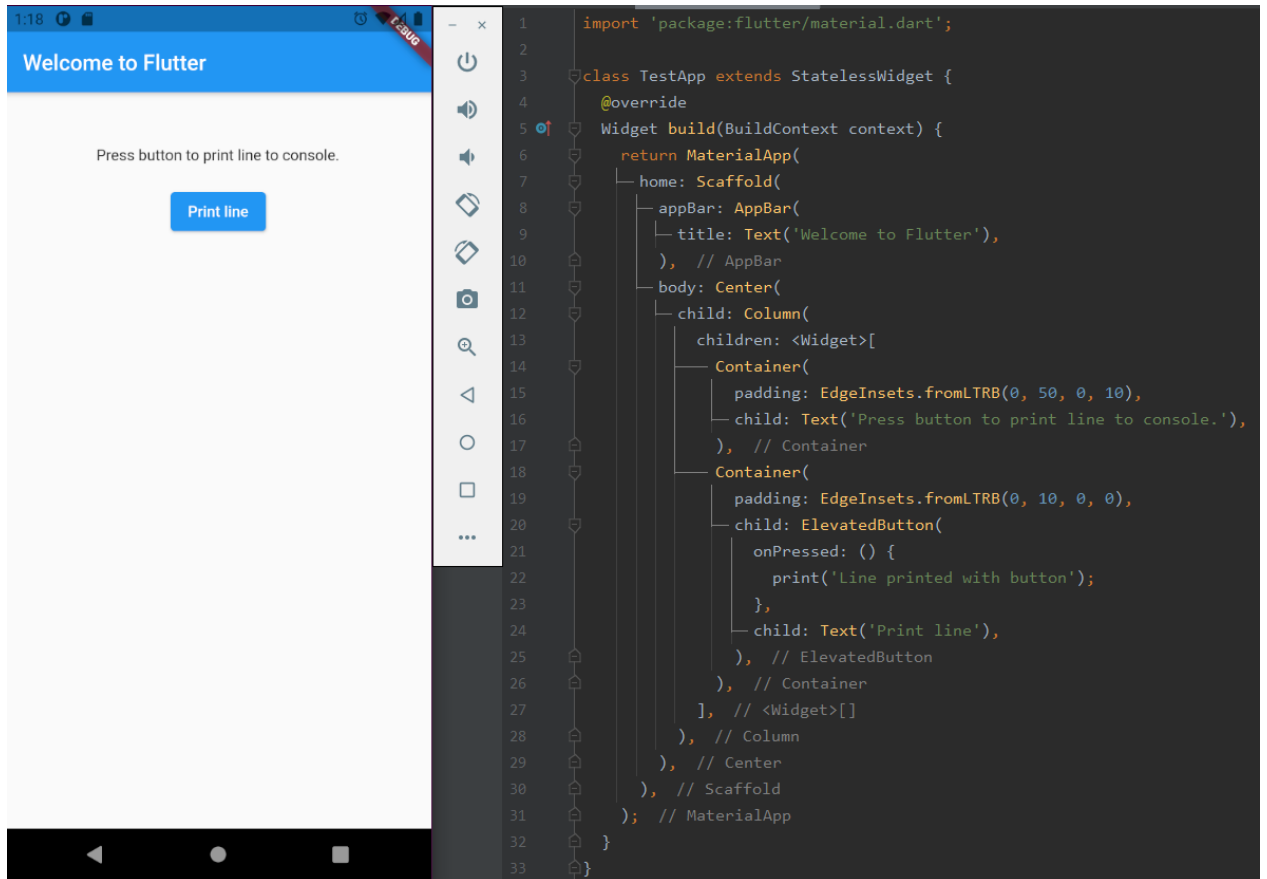 1:18
DEBUG
Welcome to Flutter
Press button to print line to console.
Print line
1 import 'package:flutter/material.dart';
2
3 class TestApp extends StatelessWidget {
4 @override
5 Widget build(BuildContext context) {
6 return MaterialApp(
7 home: Scaffold(
8 appBar: AppBar(
9 title: Text('Welcome to Flutter'),
10 ), // AppBar
11 body: Center(
12 child: Column(
13 children: <Widget>[
14 Container(
15 padding: EdgeInsets.fromLTRB(0, 50, 0, 10),
16 child: Text('Press button to print line to console.'),
17 ), // Container
18 Container(
19 padding: EdgeInsets.fromLTRB(0, 10, 0, 0),
20 child: ElevatedButton(
21 onPressed: () {
22 print('Line printed with button');
23 },
24 child: Text('Print line'),
25 ), // ElevatedButton
26 ), // Container
27 ], // <Widget>[]
28 ), // Column
29 ), // Center
30 ), // Scaffold
31 ); // MaterialApp
32 }
33 }